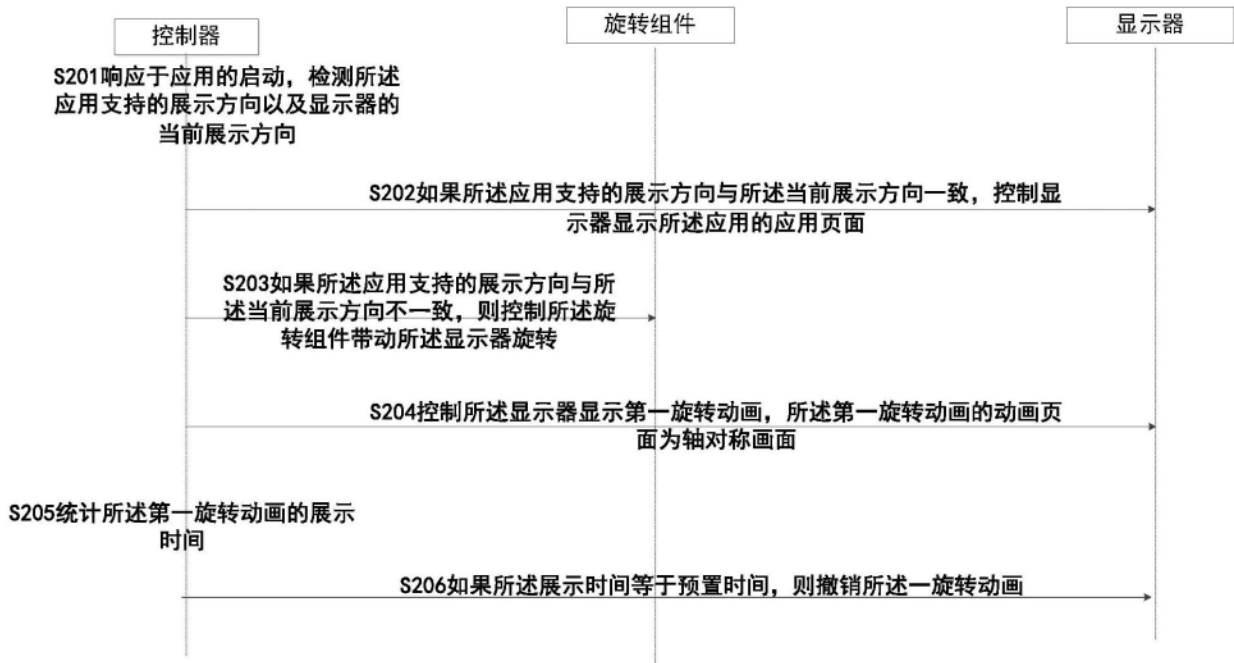 控制器
旋转组件
显示器
S201响应于应用的启动，检测所述
应用支持的展示方向以及显示器的
当前展示方向
S202如果所述应用支持的展示方向与所述当前展示方向一致，控制显
示器显示所述应用的应用页面
S203如果所述应用支持的展示方向与所
述当前展示方向不一致，则控制所述旋
转组件带动所述显示器旋转
S204控制所述显示器显示第一旋转动画，所述第一旋转动画的动画页
面为轴对称画面
S205统计所述第一旋转动画的展示
时间
S206如果所述展示时间等于预置时间，则撤销所述一旋转动画